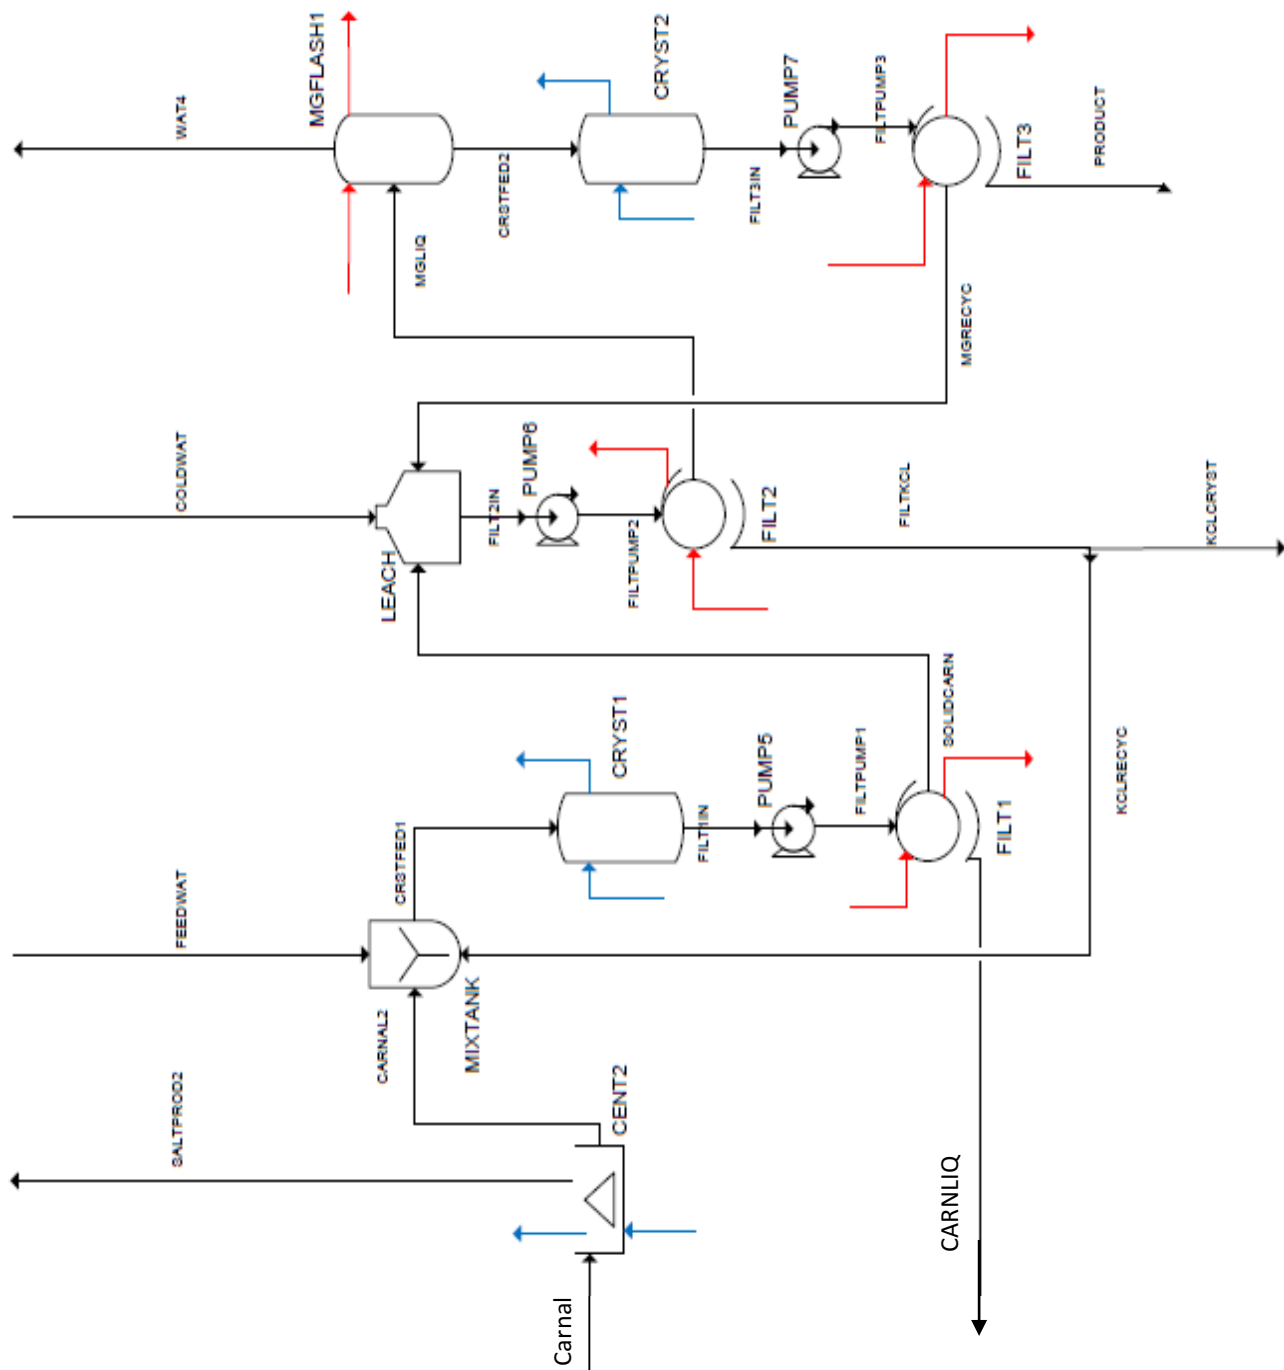 Carnal
CENT2
SALTPROD2
CARNAL2
MIXTANK
FEEDWAT
CRSTFED1
CRYST1
FILT1IN
PUMP5
FILTPUMP1
FILT1
SOLIDCARN
CARNLIQ
KCLRECYC
LEACH
COLDWAT
FILT2IN
PUMP6
FILTPUMP2
FILT2
FILTKCL
KCLCRYST
MGLIQ
MGRECYC
MGFLASH1
WAT4
CRSTFED2
CRYST2
FILT3IN
PUMP7
FILTPUMP3
FILT3
PRODUCT